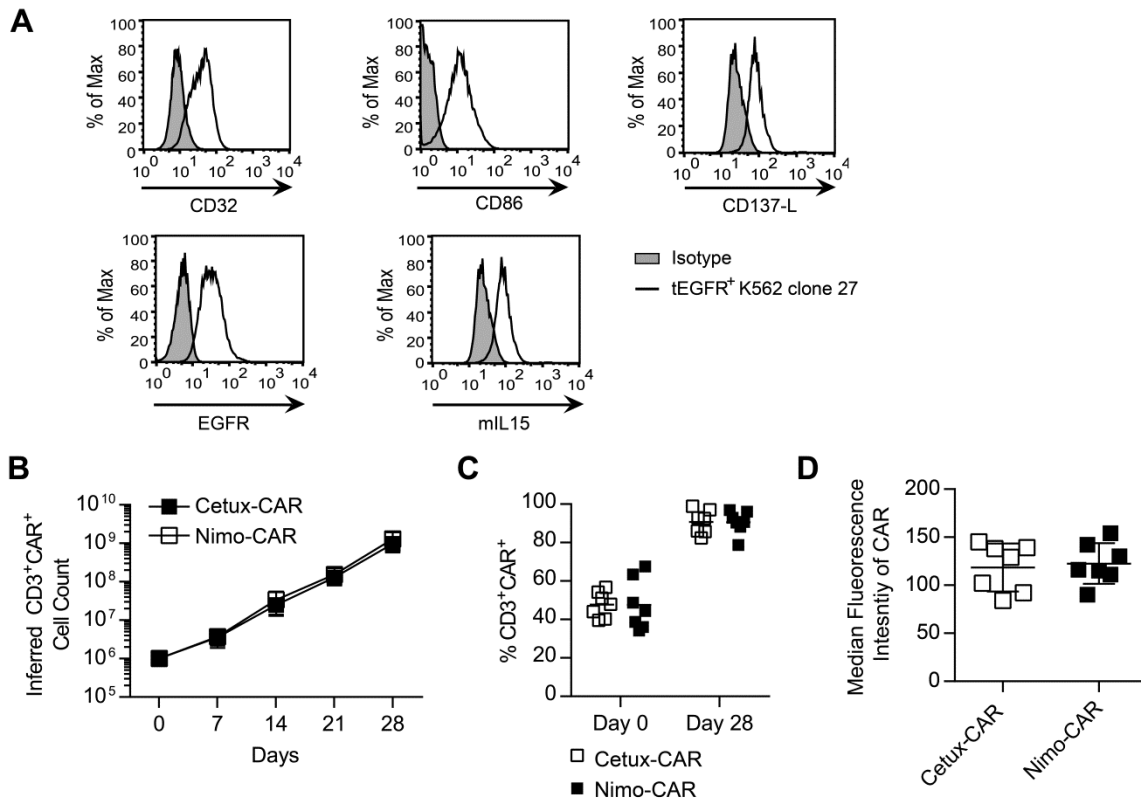 A
% of Max
100
80
60
40
20
0
10^0 10^1 10^2 10^3 10^4
CD32
% of Max
100
80
60
40
20
0
10^0 10^1 10^2 10^3 10^4
CD86
% of Max
100
80
60
40
20
0
10^0 10^1 10^2 10^3 10^4
CD137-L
% of Max
100
80
60
40
20
0
10^0 10^1 10^2 10^3 10^4
EGFR
% of Max
100
80
60
40
20
0
10^0 10^1 10^2 10^3 10^4
mIL15
Isotype
tEGFR+ K562 clone 27
B
Inferred CD3+CAR+
Cell Count
10^10
10^9
10^8
10^7
10^6
10^5
Cetux-CAR
Nimo-CAR
0 7 14 21 28
Days
C
% CD3+CAR+
100
80
60
40
20
0
Day 0 Day 28
Cetux-CAR
Nimo-CAR
D
Median Flueorescence
Intesntiy of CAR
200
150
100
50
0
Cetux-CAR
Nimo-CAR